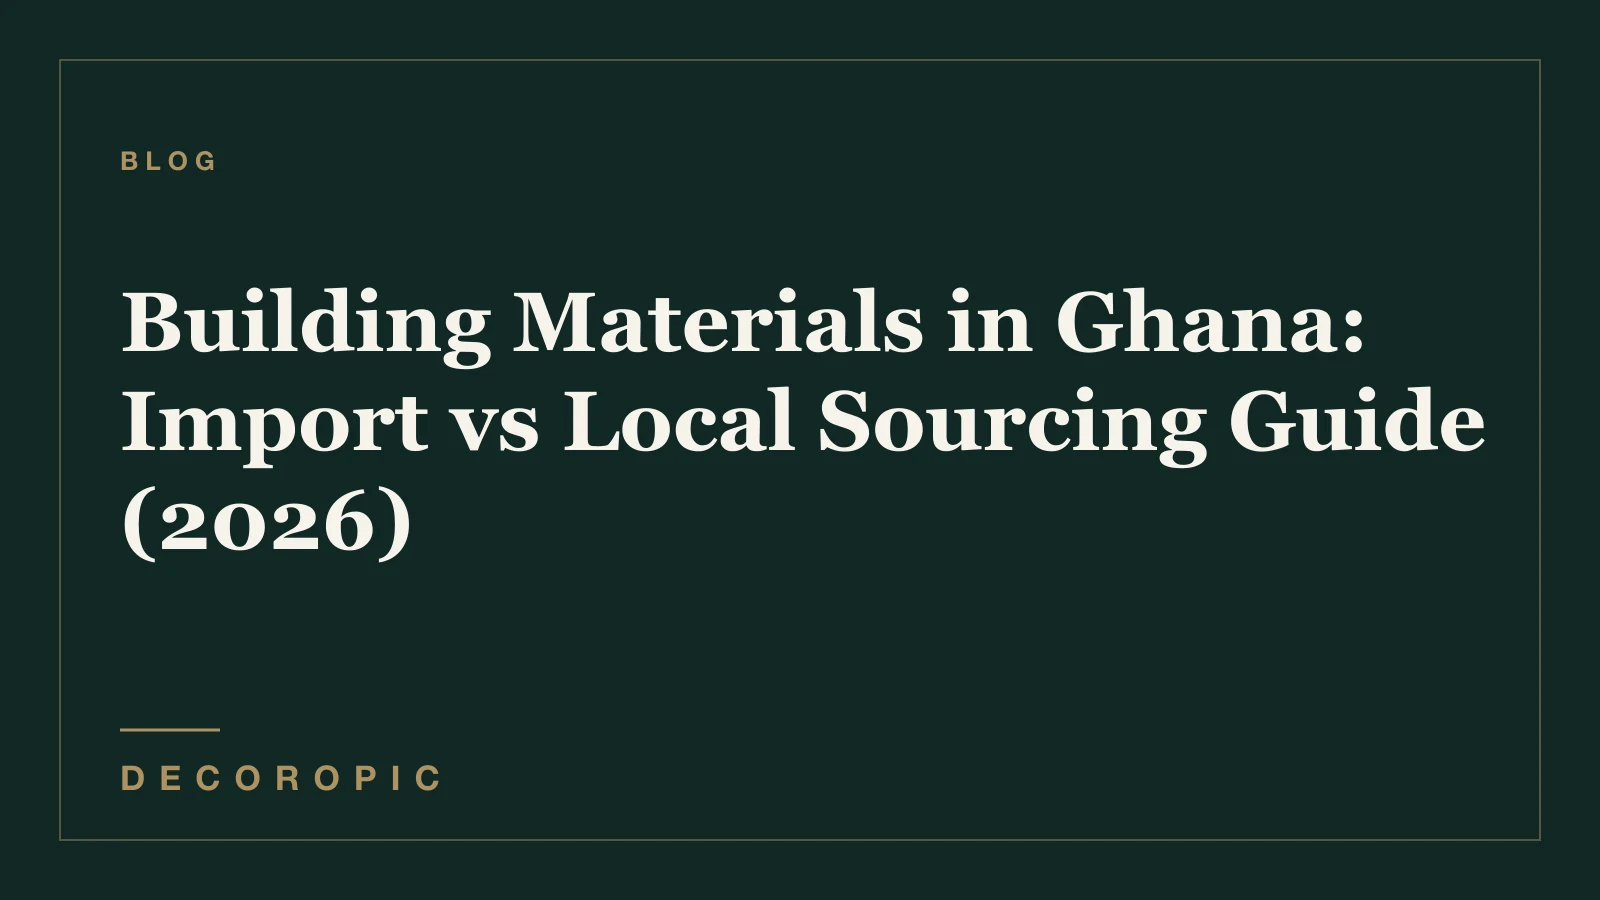 BLOG
Building Materials in Ghana:
Import vs Local Sourcing Guide
(2026)
DECOROPIC